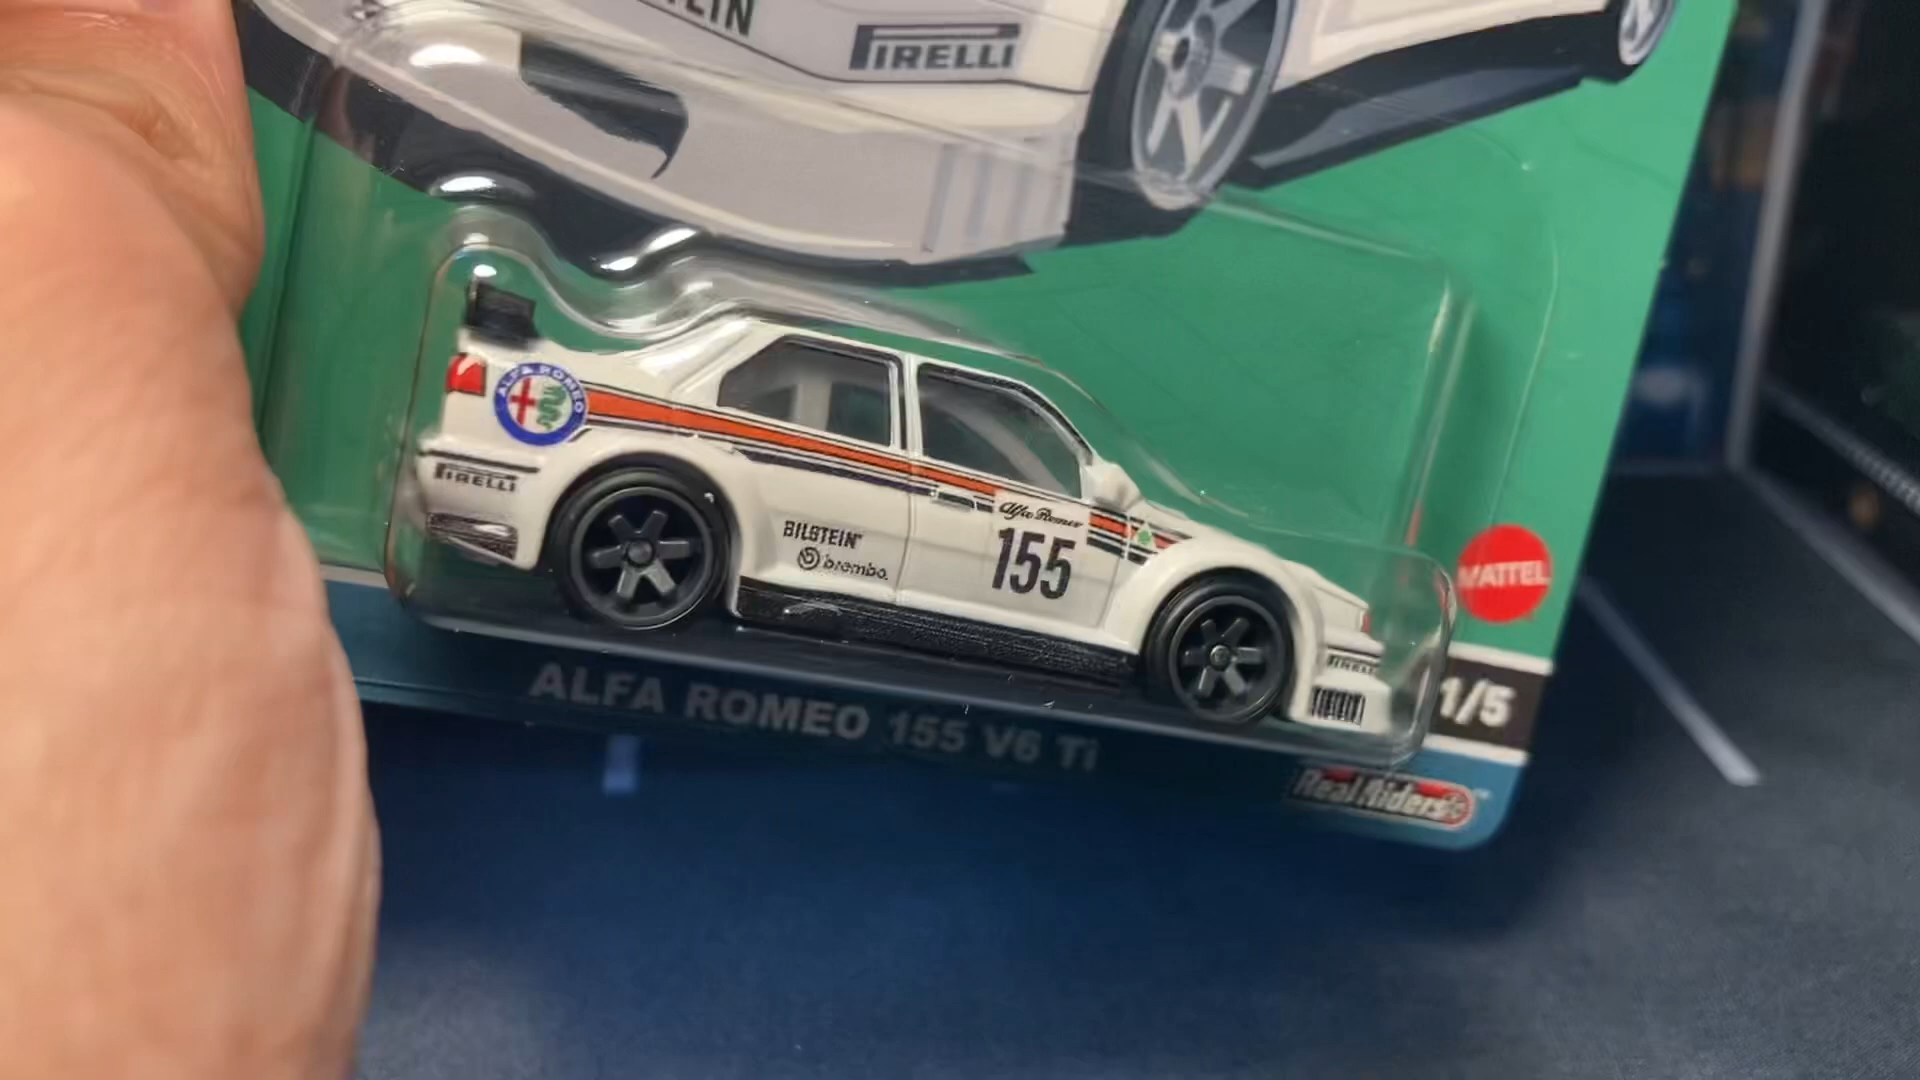 PIRELLI
ALFA ROMEO
PIRELLI
BILSTEIN
brembo.
Alfa Romeo
155
PIRELLI
MATTEL
1/5
ALFA ROMEO 155 V6 Ti
Real Riders